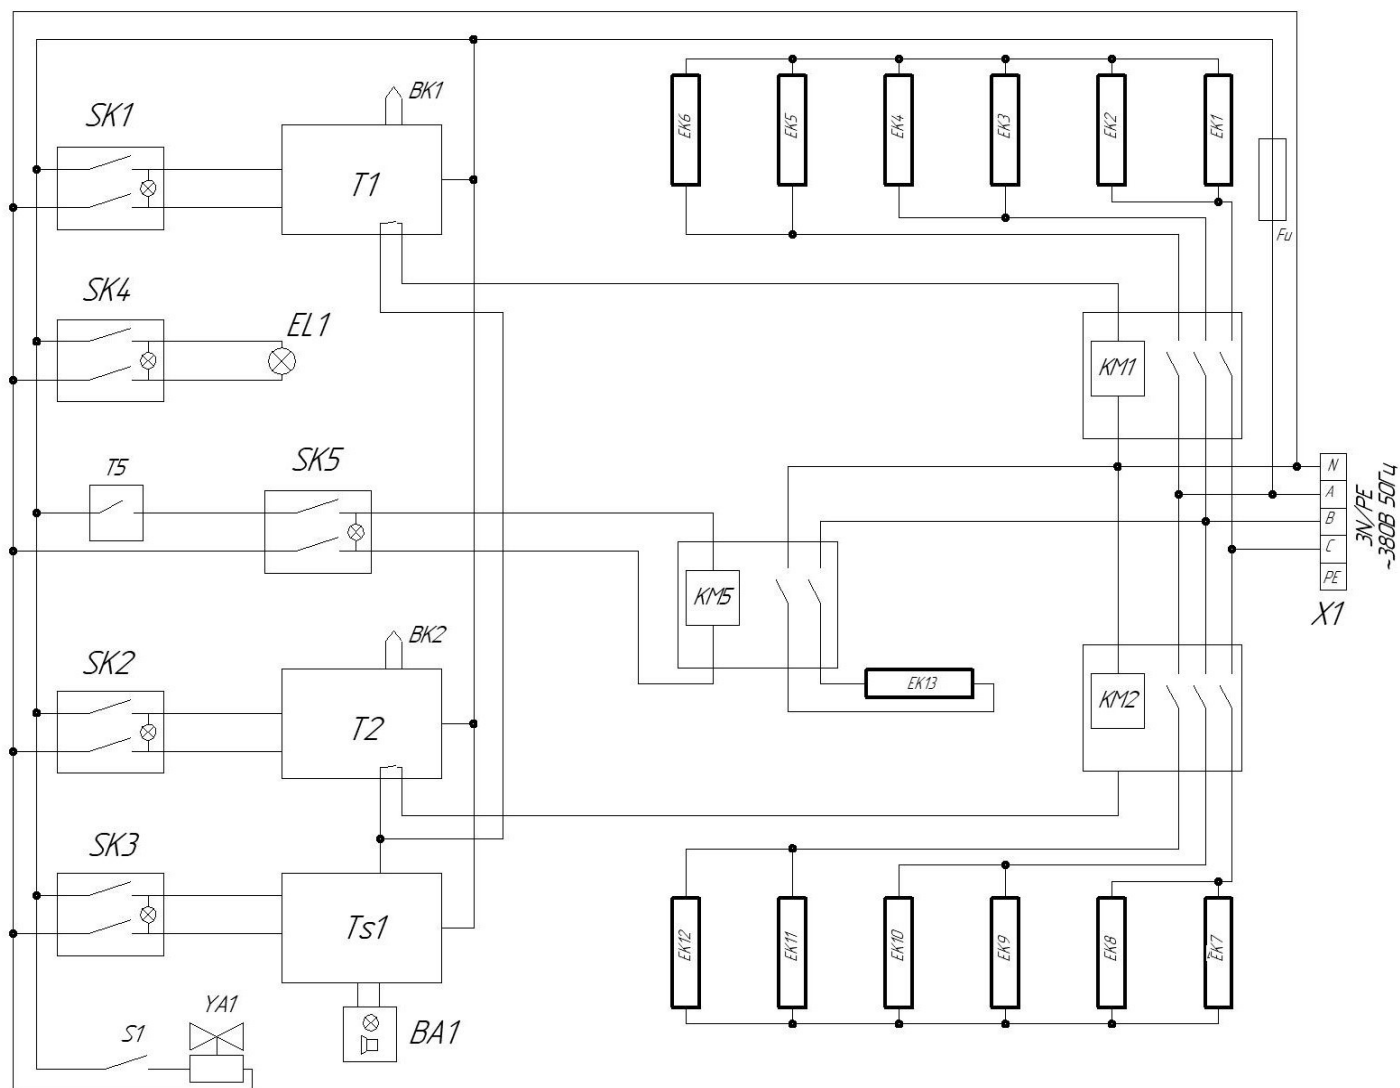 BK1
SK1
T1
EK6
EK5
EK4
EK3
EK2
EK1
Fu
SK4
EL1
KM1
T5
SK5
N
A
B
C
PE
3N/PE
~380В 50Гц
X1
KM5
BK2
SK2
T2
EK13
KM2
SK3
Ts1
EK12
EK11
EK10
EK9
EK8
EK7
YA1
S1
BA1